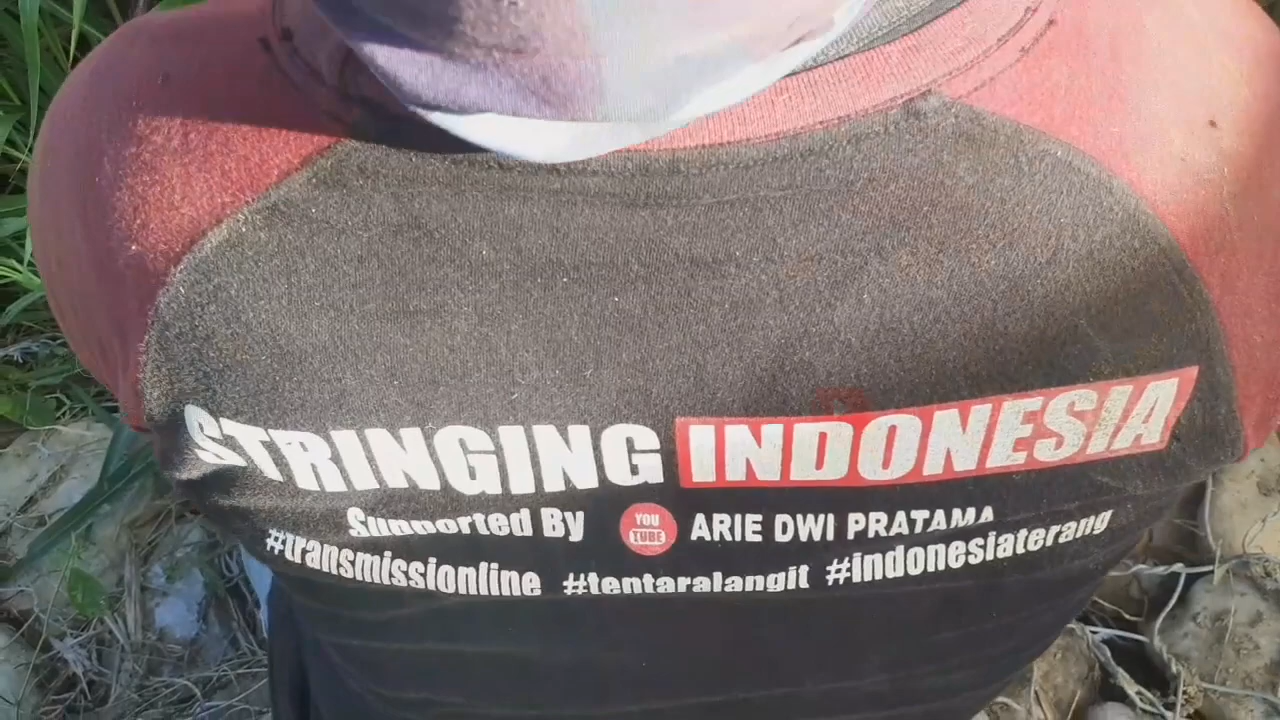 STRINGING INDONESIA
Supported By YOU TUBE ARIE DWI PRATAMA
#transmissionline #tentaralangit #indonesiaterang